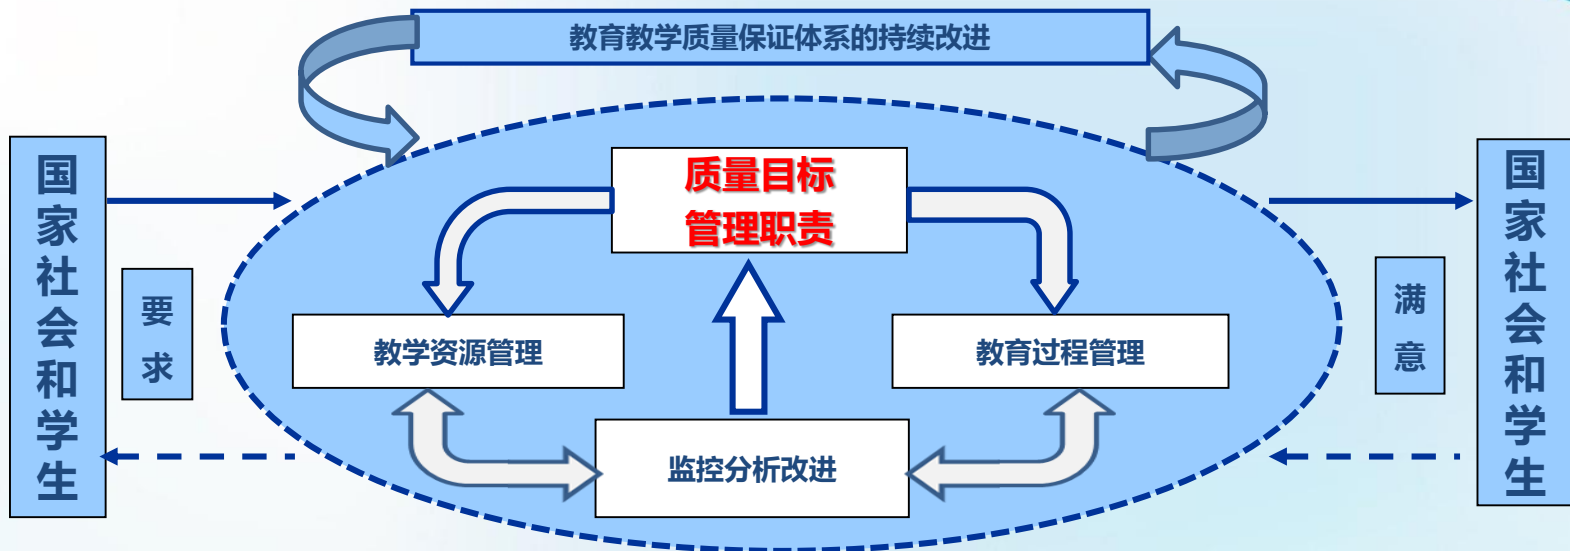 教育教学质量保证体系的持续改进
国家社会和学生
要求
质量目标
管理职责
教学资源管理
教育过程管理
监控分析改进
满意
国家社会和学生